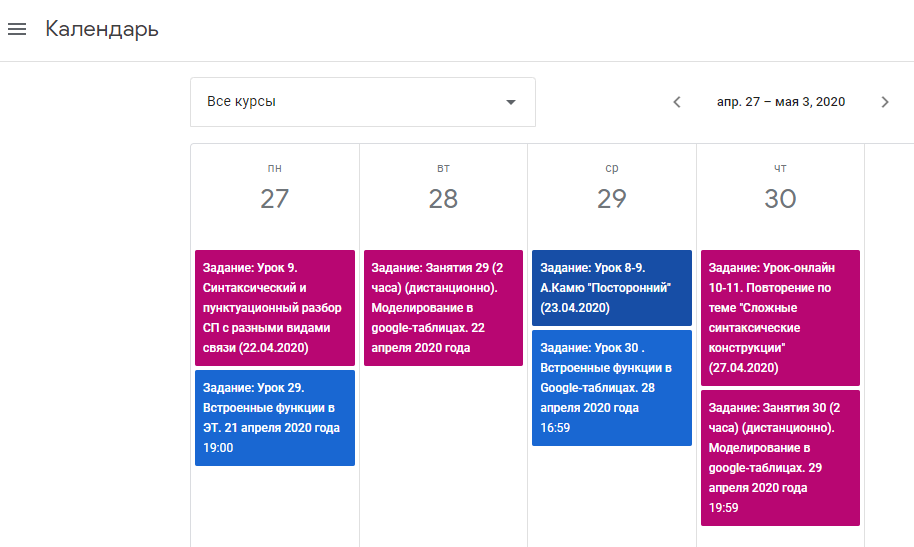 Календарь
Все курсы
апр. 27 – мая 3, 2020
пн
27
Задание: Урок 9.
Синтаксический и
пунктуационный разбор
СП с разными видами
связи (22.04.2020)
Задание: Урок 29.
Встроенные функции в
ЭТ. 21 апреля 2020 года
19:00
вт
28
Задание: Занятия 29 (2
часа) (дистанционно).
Моделирование в
google-таблицах. 22
апреля 2020 года
ср
29
Задание: Урок 8-9.
А.Камю "Посторонний"
(23.04.2020)
Задание: Урок 30 .
Встроенные функции в
Google-таблицах. 28
апреля 2020 года
16:59
чт
30
Задание: Урок-онлайн
10-11. Повторение по
теме "Сложные
синтаксические
конструкции"
(27.04.2020)
Задание: Занятия 30 (2
часа) (дистанционно).
Моделирование в
google-таблицах. 29
апреля 2020 года
19:59